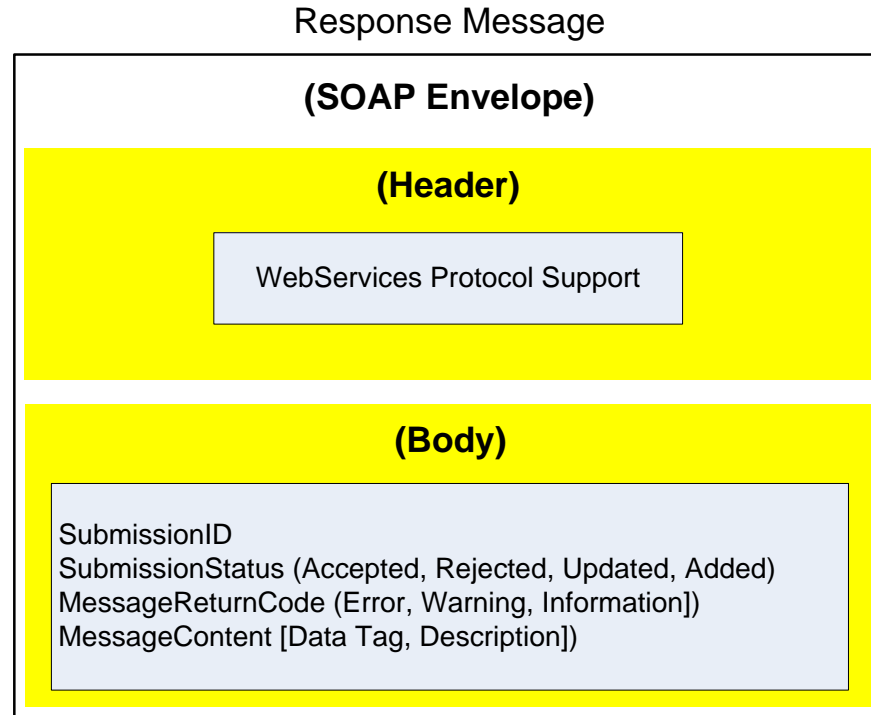 Response Message
(SOAP Envelope)
(Header)
WebServices Protocol Support
(Body)
SubmissionID
SubmissionStatus (Accepted, Rejected, Updated, Added)
MessageReturnCode (Error, Warning, Information])
MessageContent [Data Tag, Description])